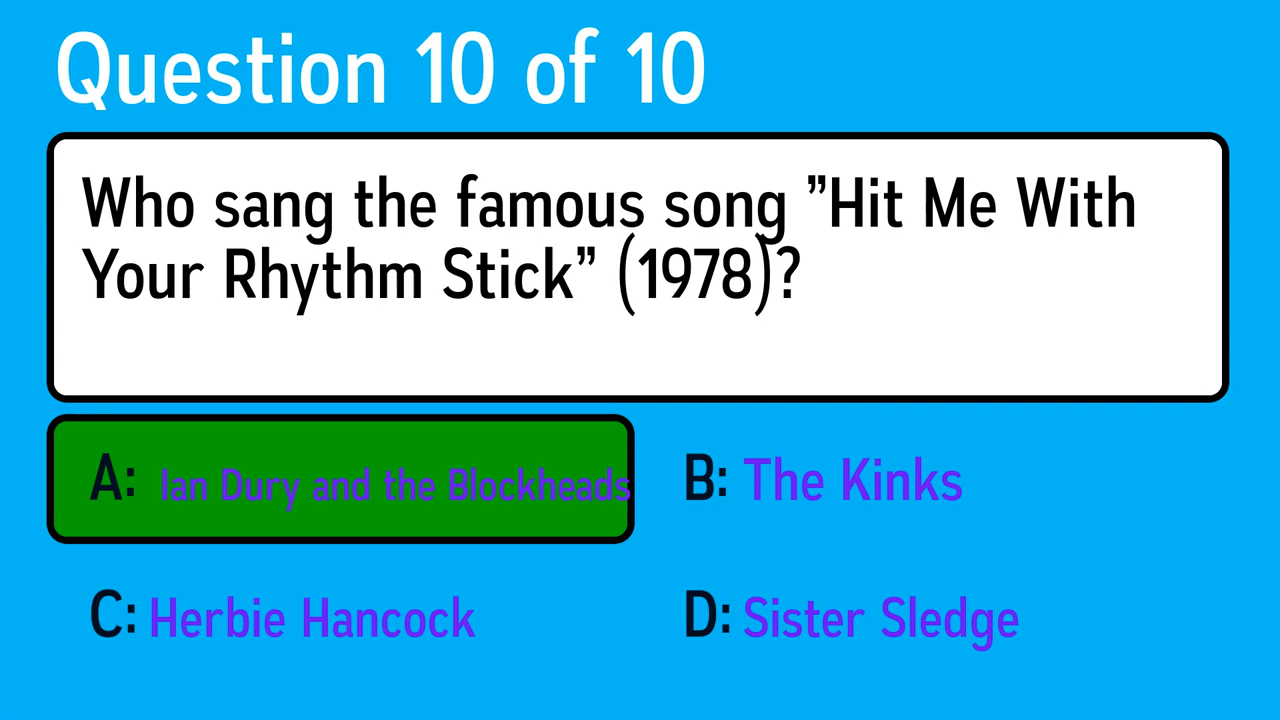 Question 10 of 10
Who sang the famous song ”Hit Me With
Your Rhythm Stick” (1978)?
A: Ian Dury and the Blockheads
B: The Kinks
C: Herbie Hancock
D: Sister Sledge